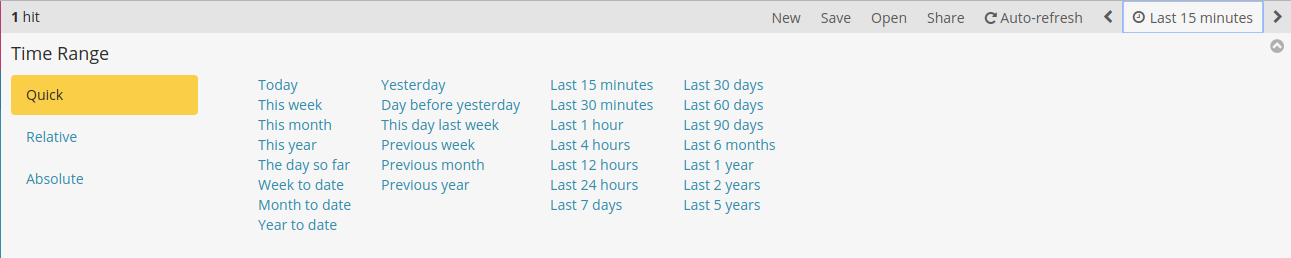 1 hit New Save Open Share Auto-refresh Last 15 minutes
Time Range
Quick
Relative
Absolute
Today
This week
This month
This year
The day so far
Week to date
Month to date
Year to date
Yesterday
Day before yesterday
This day last week
Previous week
Previous month
Previous year
Last 15 minutes
Last 30 minutes
Last 1 hour
Last 4 hours
Last 12 hours
Last 24 hours
Last 7 days
Last 30 days
Last 60 days
Last 90 days
Last 6 months
Last 1 year
Last 2 years
Last 5 years